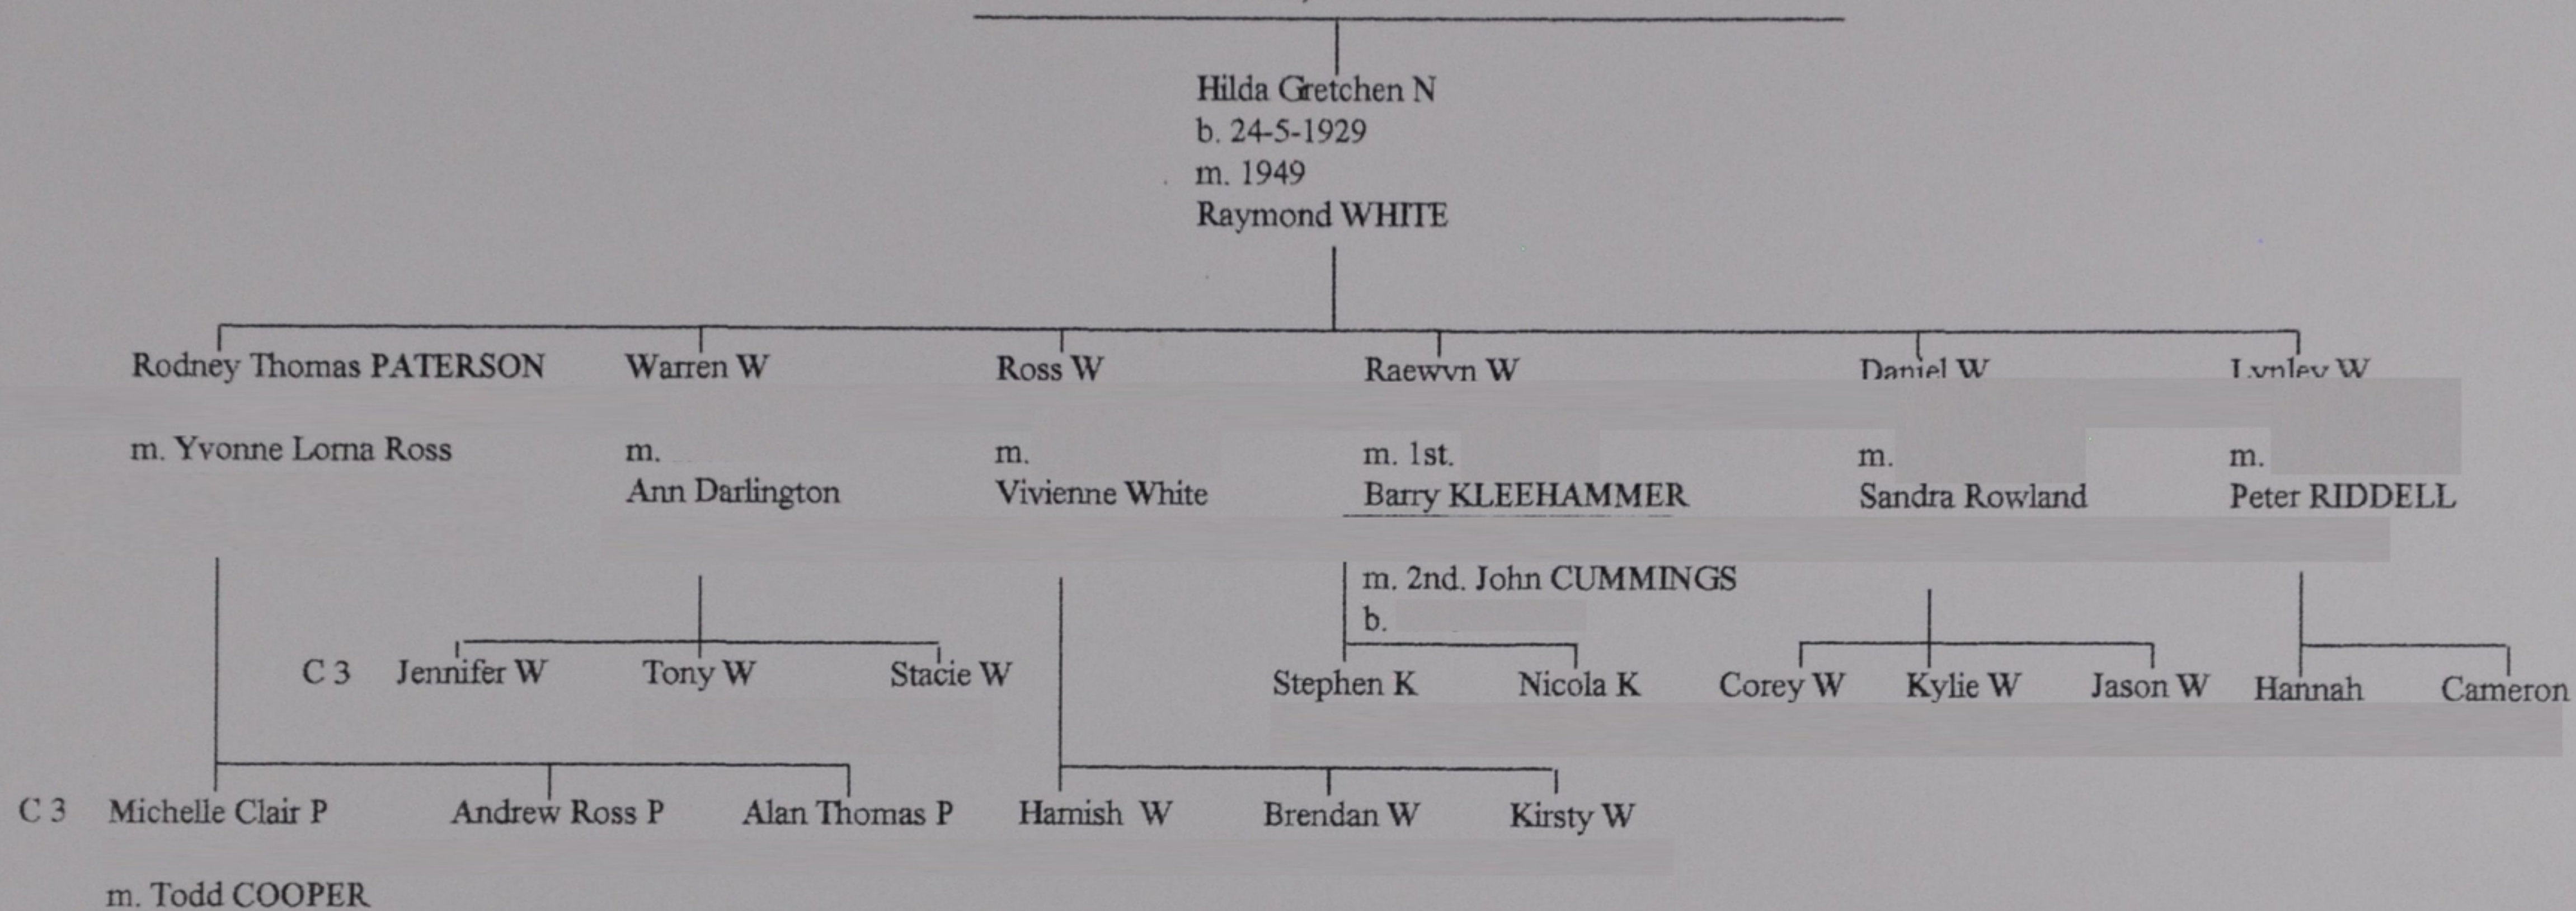 Hilda Gretchen N
b. 24-5-1929
m. 1949
Raymond WHITE
Rodney Thomas PATERSON
Warren W
Ross W
Raewyn W
Daniel W
Lynley W
m. Yvonne Lorna Ross
m.
Ann Darlington
m.
Vivienne White
m. 1st.
Barry KLEEHAMMER
m.
Sandra Rowland
m.
Peter RIDDELL
m. 2nd. John CUMMINGS
b.
C 3 Jennifer W
Tony W
Stacie W
Stephen K
Nicola K
Corey W
Kylie W
Jason W
Hannah
Cameron
C 3 Michelle Clair P
Andrew Ross P
Alan Thomas P
Hamish W
Brendan W
Kirsty W
m. Todd COOPER